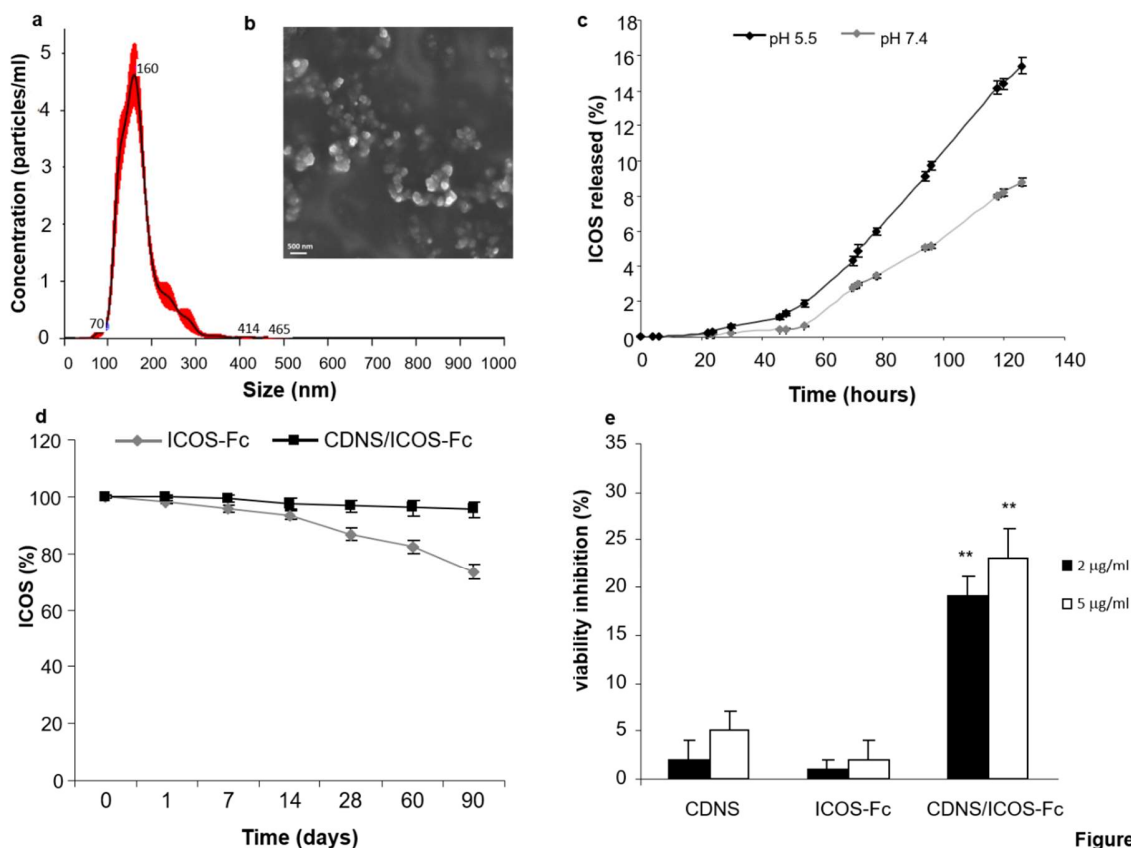 a
Concentration (particles/ml)
5
4
3
2
1
0
160
70
414
465
0 100 200 300 400 500 600 700 800 900 1000
Size (nm)
b
500 nm
c
ICOS released (%)
18
16
14
12
10
8
6
4
2
0
pH 5.5 pH 7.4
0 20 40 60 80 100 120 140
Time (hours)
d
ICOS (%)
120
100
80
60
40
20
0
ICOS-Fc CDNS/ICOS-Fc
0 1 7 14 28 60 90
Time (days)
e
viability inhibition (%)
35
30
25
20
15
10
5
0
**
**
2 μg/ml
5 μg/ml
CDNS ICOS-Fc CDNS/ICOS-Fc
Figure